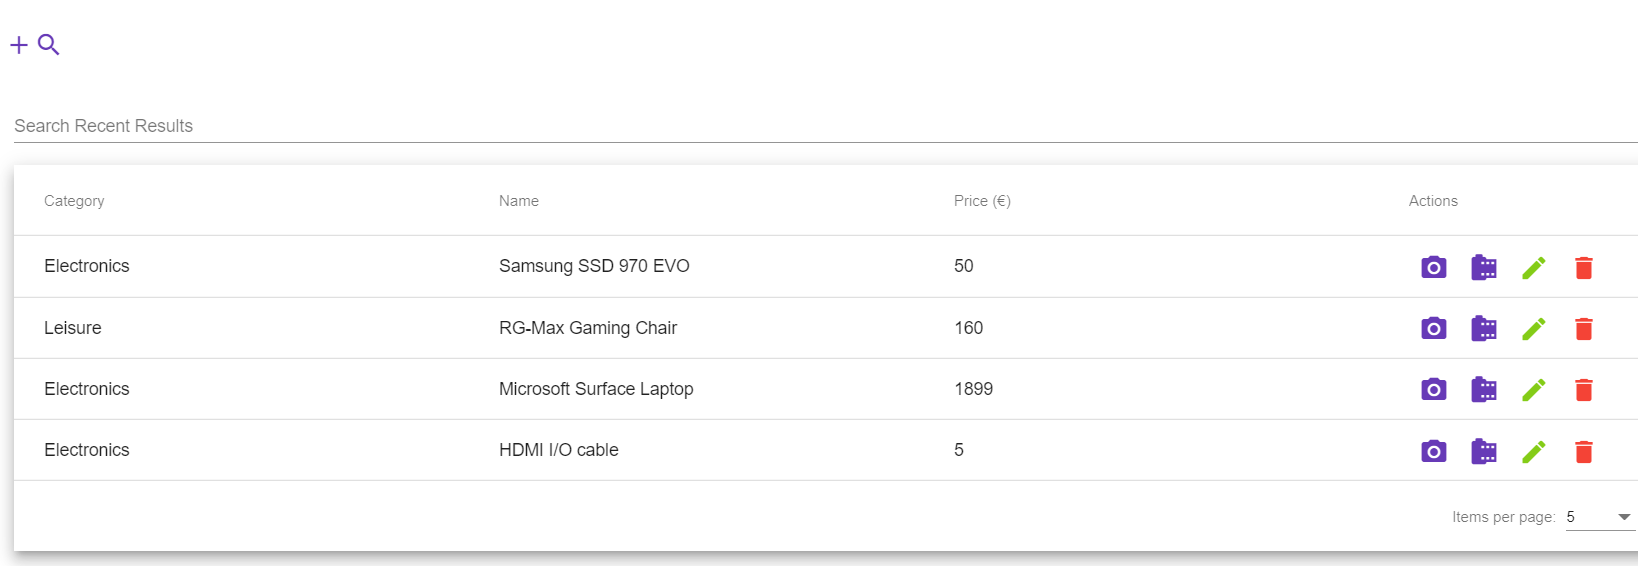 Search Recent Results
Category Name Price (€) Actions
Electronics Samsung SSD 970 EVO 50
Leisure RG-Max Gaming Chair 160
Electronics Microsoft Surface Laptop 1899
Electronics HDMI I/O cable 5
Items per page: 5